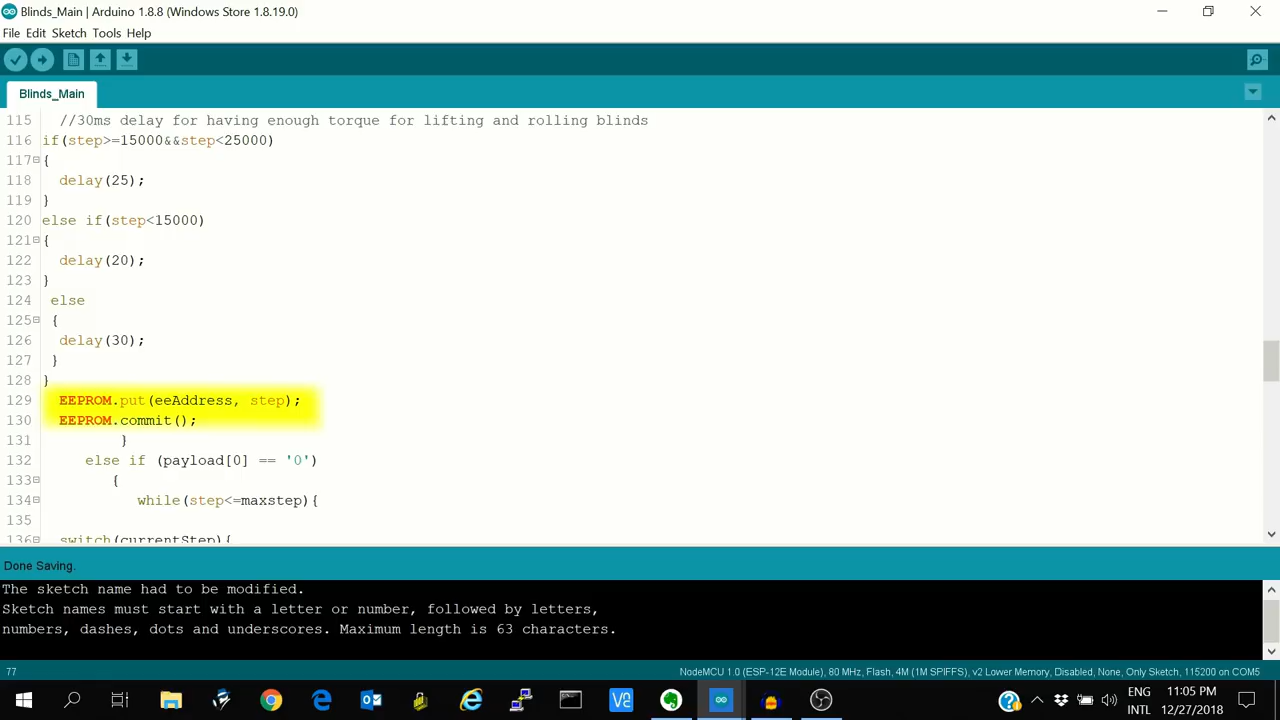 Blinds_Main | Arduino 1.8.8 (Windows Store 1.8.19.0)
File Edit Sketch Tools Help
Blinds_Main
115 //30ms delay for having enough torque for lifting and rolling blinds
116 if(step>=15000&&step<25000)
117 {
118 delay(25);
119 }
120 else if(step<15000)
121 {
122 delay(20);
123 }
124 else
125 {
126 delay(30);
127 }
128 }
129 EEPROM.put(eeAddress, step);
130 EEPROM.commit();
131 }
132 else if (payload[0] == '0')
133 {
134 while(step<=maxstep){
135
136 switch(currentStep){
Done Saving.
The sketch name had to be modified.
Sketch names must start with a letter or number, followed by letters,
numbers, dashes, dots and underscores. Maximum length is 63 characters.
77 NodeMCU 1.0 (ESP-12E Module), 80 MHz, Flash, 4M (1M SPIFFS), v2 Lower Memory, Disabled, None, Only Sketch, 115200 on COM5
ENG 11:05 PM
INTL 12/27/2018